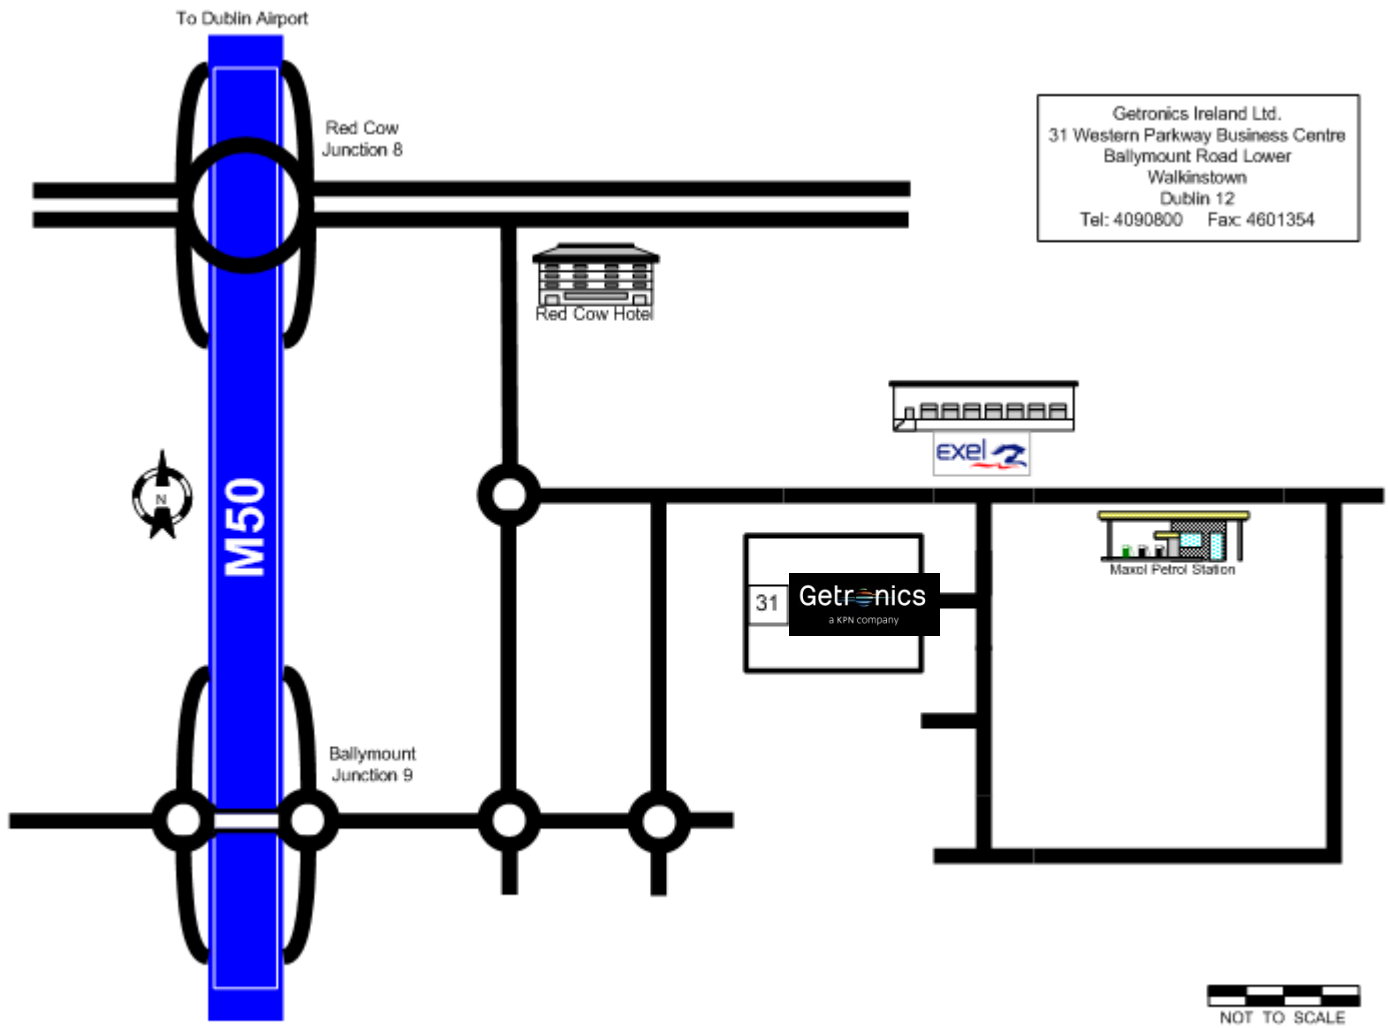 To Dublin Airport
Red Cow
Junction 8
Getronics Ireland Ltd.
31 Western Parkway Business Centre
Ballymount Road Lower
Walkinstown
Dublin 12
Tel: 4090800 Fax: 4601354
Red Cow Hotel
exel
N
M50
Maxol Petrol Station
31
Getronics
a KPN company
Ballymount
Junction 9
NOT TO SCALE